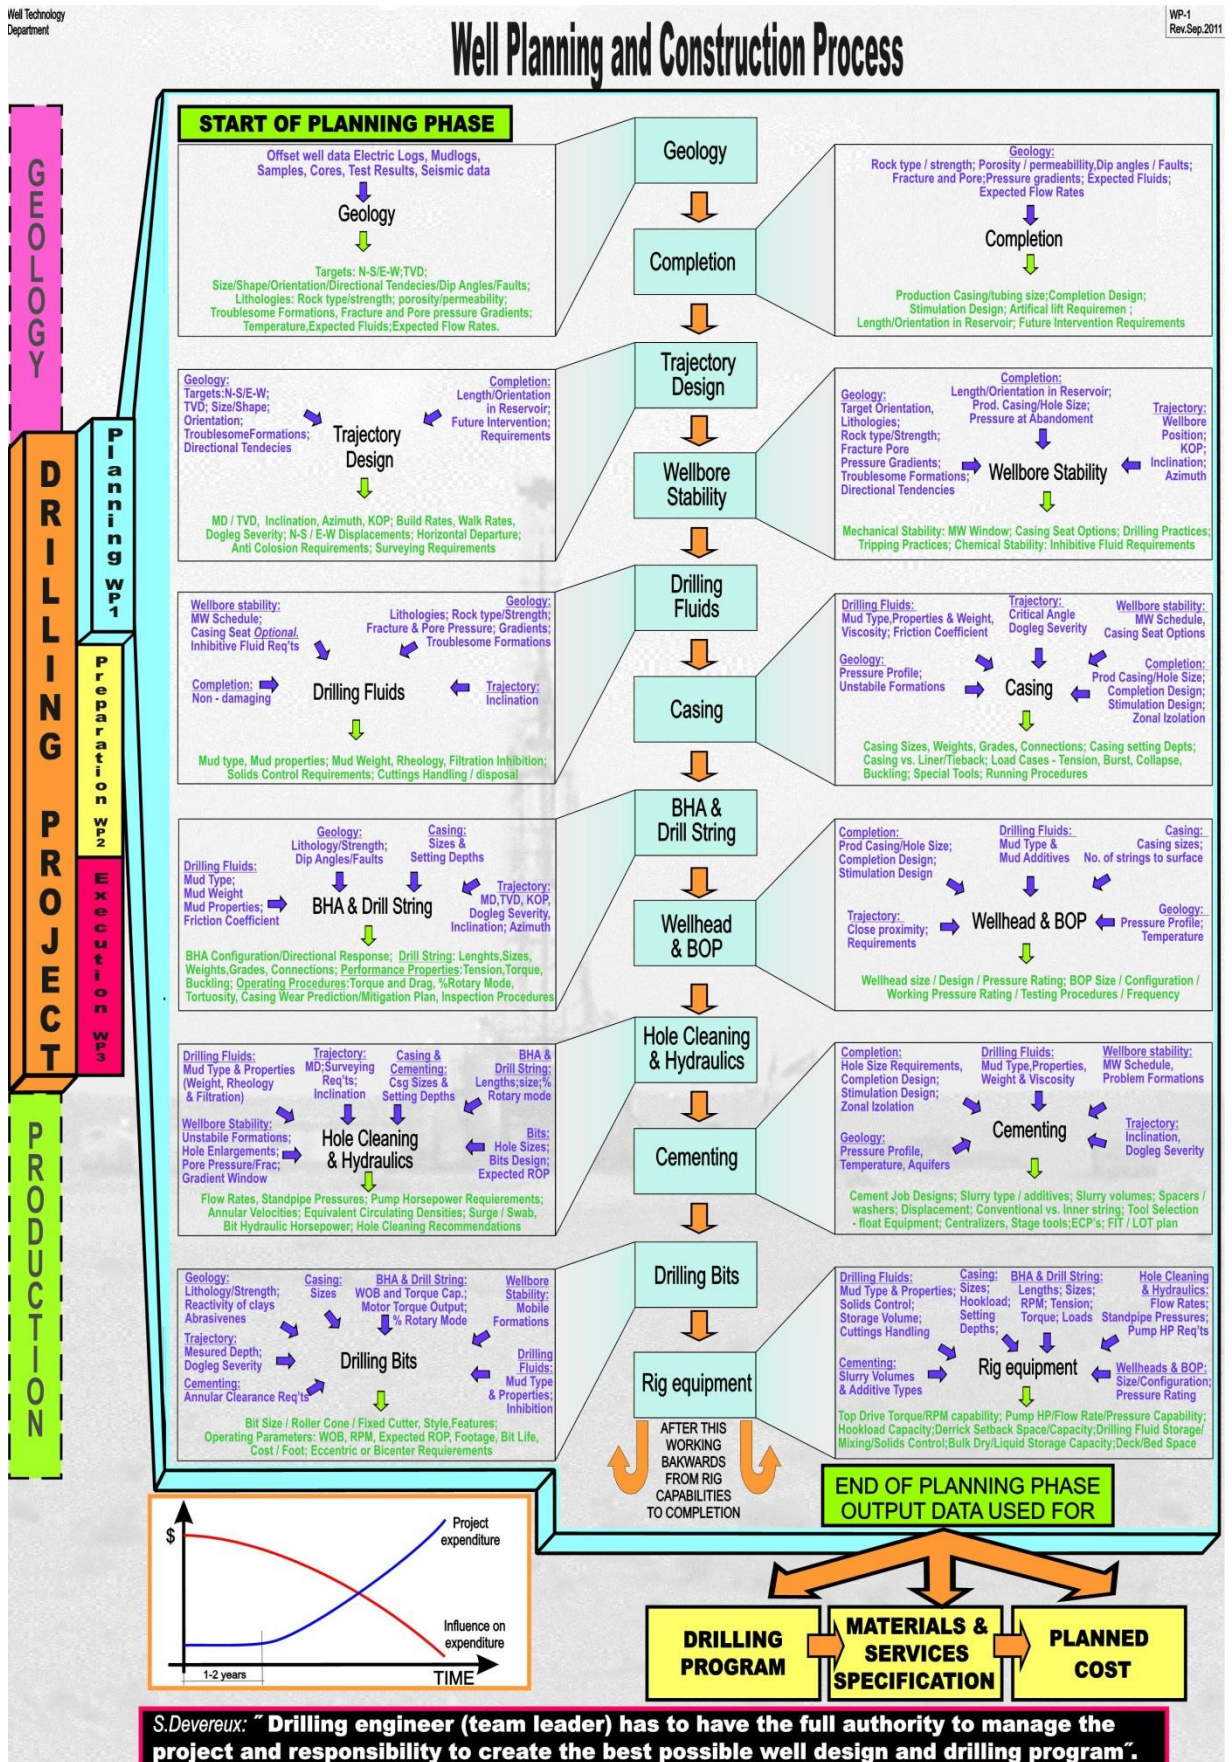 Well Technology
Department
WP-1
Rev.Sep.2011
Well Planning and Construction Process
GEOLOGY
DRILLING PROJECT
PRODUCTION
Planning WP1
Preparation WP2
Execution WP3
START OF PLANNING PHASE
Offset well data Electric Logs, Mudlogs,
Samples, Cores, Test Results, Seismic data
Geology
Targets: N-S/E-W;TVD;
Size/Shape/Orientation/Directional Tendecies/Dip Angles/Faults;
Lithologies: Rock type/strength; porosity/permeability;
Troublesome Formations, Fracture and Pore pressure Gradients;
Temperature,Expected Fluids;Expected Flow Rates.
Geology
Completion
Geology:
Rock type / strength; Porosity / permeabillity,Dip angles / Faults;
Fracture and Pore;Pressure gradients; Expected Fluids;
Expected Flow Rates
Completion
Production Casing/tubing size;Completion Design;
Stimulation Design; Artifical lift Requiremen ;
Length/Orientation in Reservoir; Future Intervention Requirements
Trajectory
Design
Geology:
Targets:N-S/E-W,
TVD; Size/Shape;
Orientation;
TroublesomeFormations;
Directional Tendecies
Completion:
Length/Orientation
in Reservoir;
Future Intervention;
Requirements
Trajectory
Design
MD / TVD, Inclination, Azimuth, KOP; Build Rates, Walk Rates,
Dogleg Severity; N-S / E-W Displacements; Horizontal Departure;
Anti Colosion Requirements; Surveying Requirements
Wellbore
Stability
Geology:
Target Orientation,
Lithologies;
Rock type/Strength;
Fracture Pore
Pressure Gradients;
Troublesome Formations;
Directional Tendencies
Completion:
Length/Orientation in Reservoir;
Prod. Casing/Hole Size;
Pressure at Abandoment
Trajectory:
Wellbore
Position;
KOP;
Inclination;
Azimuth
Wellbore Stability
Mechanical Stability: MW Window; Casing Seat Options; Drilling Practices;
Tripping Practices; Chemical Stability: Inhibitive Fluid Requirements
Drilling
Fluids
Wellbore stability:
MW Schedule;
Casing Seat Optional.
Inhibitive Fluid Req'ts
Geology:
Lithologies; Rock type/Strength;
Fracture & Pore Pressure; Gradients;
Troublesome Formations
Completion:
Non - damaging
Drilling Fluids
Trajectory:
Inclination
Mud type, Mud properties; Mud Weight, Rheology, Filtration Inhibition;
Solids Control Requirements; Cuttings Handling / disposal
Casing
Drilling Fluids:
Mud Type,Properties & Weight,
Viscosity; Friction Coefficient
Trajectory:
Critical Angle
Dogleg Severity
Wellbore stability:
MW Schedule,
Casing Seat Options
Geology:
Pressure Profile;
Unstabile Formations
Casing
Completion:
Prod Casing/Hole Size;
Completion Design;
Stimulation Design;
Zonal Izolation
Casing Sizes, Weights, Grades, Connections; Casing setting Depts;
Casing vs. Liner/Tieback; Load Cases - Tension, Burst, Collapse,
Buckling; Special Tools; Running Procedures
BHA &
Drill String
Geology:
Lithology/Strength;
Dip Angles/Faults
Casing:
Sizes &
Setting Depths
Drilling Fluids:
Mud Type;
Mud Weight
Mud Properties;
Friction Coefficient
BHA & Drill String
Trajectory:
MD,TVD, KOP,
Dogleg Severity,
Inclination; Azimuth
BHA Configuration/Directional Response; Drill String: Lenghts,Sizes,
Weights,Grades, Connections; Performance Properties:Tension,Torque,
Buckling; Operating Procedures:Torque and Drag, %Rotary Mode,
Tortuosity, Casing Wear Prediction/Mitigation Plan, Inspection Procedures
Wellhead
& BOP
Completion:
Prod Casing/Hole Size;
Completion Design;
Stimulation Design
Drilling Fluids:
Mud Type &
Mud Additives
Casing:
Casing sizes;
No. of strings to surface
Trajectory:
Close proximity;
Requirements
Wellhead & BOP
Geology:
Pressure Profile;
Temperature
Wellhead size / Design / Pressure Rating; BOP Size / Configuration /
Working Pressure Rating / Testing Procedures / Frequency
Hole Cleaning
& Hydraulics
Drilling Fluids:
Mud Type & Properties
(Weight, Rheology
& Filtration)
Trajectory:
MD;Surveying
Req'ts;
Inclination
Casing &
Cementing:
Csg Sizes &
Setting Depths
BHA &
Drill String:
Lengths;size;%
Rotary mode
Wellbore Stability:
Unstabile Formations;
Hole Enlargements;
Pore Pressure/Frac;
Gradient Window
Hole Cleaning
& Hydraulics
Bits:
Hole Sizes;
Bits Design;
Expected ROP
Flow Rates, Standpipe Pressures; Pump Horsepower Requirements;
Annular Velocities; Equivalent Circulating Densities; Surge / Swab,
Bit Hydraulic Horsepower; Hole Cleaning Recommendations
Cementing
Completion:
Hole Size Requirements,
Completion Design;
Stimulation Design;
Zonal Izolation
Drilling Fluids:
Mud Type,Properties,
Weight & Viscosity
Wellbore stability:
MW Schedule,
Problem Formations
Geology:
Pressure Profile,
Temperature, Aquifers
Cementing
Trajectory:
Inclination,
Dogleg Severity
Cement Job Designs; Slurry type / additives; Slurry volumes; Spacers /
washers; Displacement; Conventional vs. Inner string; Tool Selection
- float Equipment; Centralizers, Stage tools;ECP's; FIT / LOT plan
Drilling Bits
Geology:
Lithology/Strength;
Reactivity of clays
Abrasivenes
Casing:
Sizes
BHA & Drill String:
WOB and Torque Cap.;
Motor Torque Output;
% Rotary Mode
Wellbore
Stability:
Mobile
Formations
Trajectory:
Mesured Depth;
Dogleg Severity
Cementing:
Annular Clearance Req'ts
Drilling Bits
Drilling
Fluids:
Mud Type
& Properties;
Inhibition
Bit Size / Roller Cone / Fixed Cutter, Style,Features;
Operating Parameters: WOB, RPM, Expected ROP, Footage, Bit Life,
Cost / Foot; Eccentric or Bicenter Requierements
Rig equipment
Drilling Fluids:
Mud Type & Properties;
Solids Control;
Storage Volume;
Cuttings Handling
Casing:
Sizes;
Hookload;
Setting
Depths;
BHA & Drill String:
Lengths; Sizes;
RPM; Tension;
Torque; Loads
Hole Cleaning
& Hydraulics:
Flow Rates;
Standpipe Pressures;
Pump HP Req'ts
Cementing:
Slurry Volumes
& Additive Types
Rig equipment
Wellheads & BOP:
Size/Configuration;
Pressure Rating
Top Drive Torque/RPM capability; Pump HP/Flow Rate/Pressure Capability;
Hookload Capacity;Derrick Setback Space/Capacity;Drilling Fluid Storage/
Mixing/Solids Control;Bulk Dry/Liquid Storage Capacity;Deck/Bed Space
AFTER THIS
WORKING
BAKWARDS
FROM RIG
CAPABILITIES
TO COMPLETION
END OF PLANNING PHASE
OUTPUT DATA USED FOR
DRILLING
PROGRAM
MATERIALS &
SERVICES
SPECIFICATION
PLANNED
COST
$
Project
expenditure
Influence on
expenditure
1-2 years
TIME
S.Devereux: ˝ Drilling engineer (team leader) has to have the full authority to manage the
project and responsibility to create the best possible well design and drilling program˝